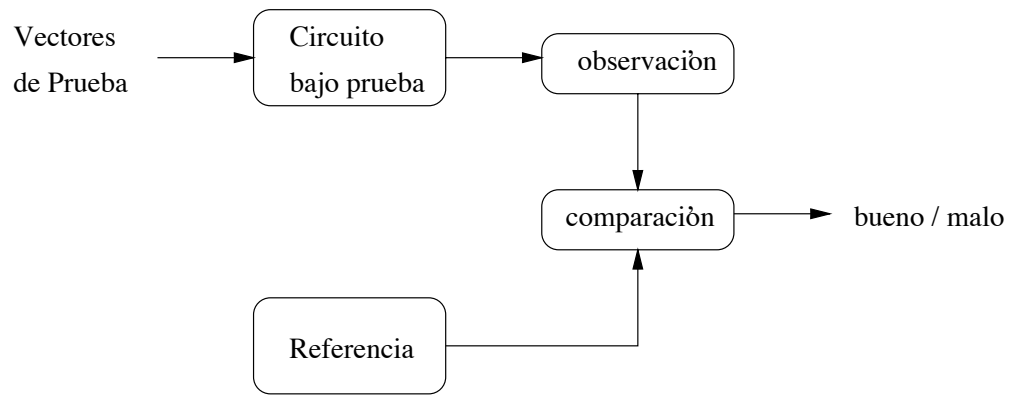 Vectores
de Prueba
Circuito
bajo prueba
observación
comparación
bueno / malo
Referencia